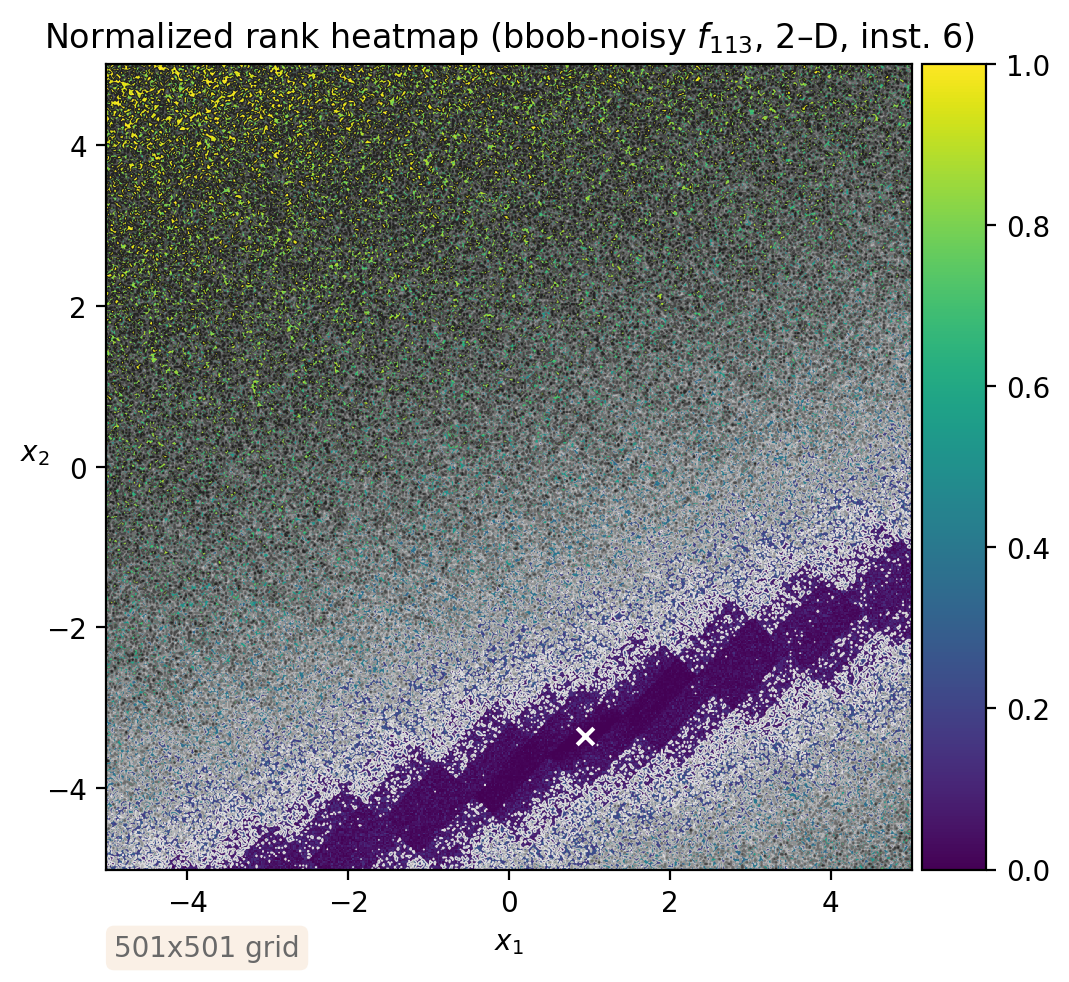 Normalized rank heatmap (bbob-noisy f₁₁₃, 2–D, inst. 6)
1.0
0.8
0.6
0.4
0.2
0.0
x₂
4
2
0
−2
−4
−4 −2 0 2 4
x₁
501x501 grid